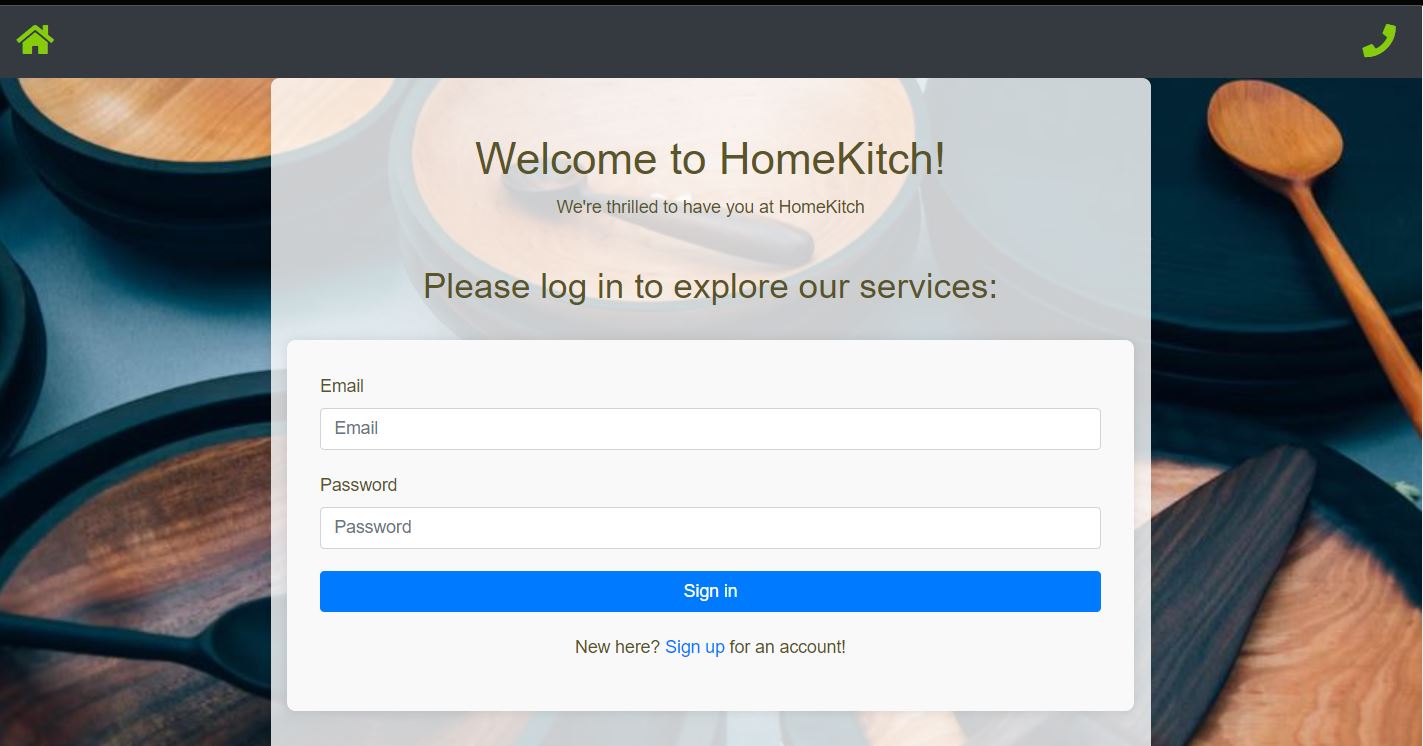 Welcome to HomeKitch!
We're thrilled to have you at HomeKitch
Please log in to explore our services:
Email
Email
Password
Password
Sign in
New here? Sign up for an account!